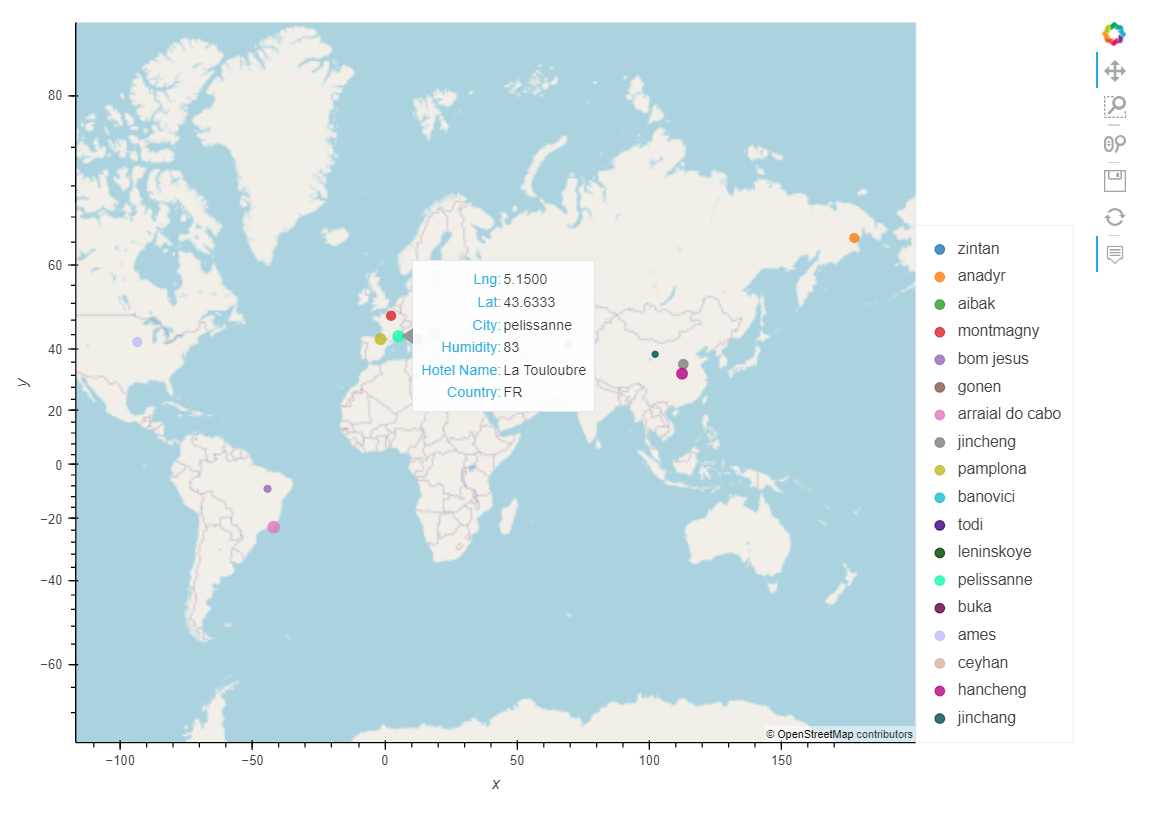 80
60
40
20
0
−20
−40
−60
y
Lng: 5.1500
Lat: 43.6333
City: pelissanne
Humidity: 83
Hotel Name: La Touloubre
Country: FR
zintan
anadyr
aibak
montmagny
bom jesus
gonen
arraial do cabo
jincheng
pamplona
banovici
todi
leninskoye
pelissanne
buka
ames
ceyhan
hancheng
jinchang
© OpenStreetMap contributors
−100 −50 0 50 100 150
x